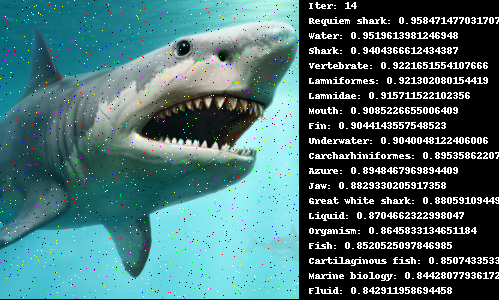 Iter: 14
Requiem shark: 0.958471477031707
Water: 0.9519613981246948
Shark: 0.9404366612434387
Vertebrate: 0.9221651554107666
Lamniformes: 0.921302080154419
Lamnidae: 0.915711522102356
Mouth: 0.9085226655006409
Fin: 0.9044143557548523
Underwater: 0.9040048122406006
Carcharhiniformes: 0.89535862207
Azure: 0.8948467969894409
Jaw: 0.8829330205917358
Great white shark: 0.88059109449
Liquid: 0.8704662322998047
Organism: 0.8645833134651184
Fish: 0.8520525097846985
Cartilaginous fish: 0.8507433533
Marine biology: 0.84428077936172
Fluid: 0.842911958694458